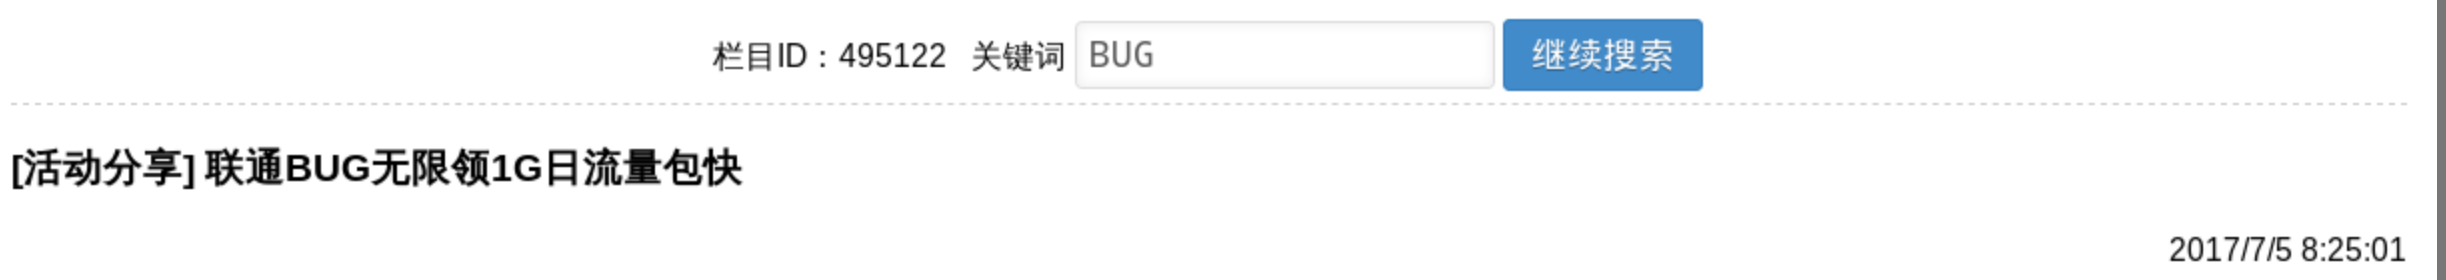 栏目ID：495122 关键词 BUG 继续搜索
[活动分享] 联通BUG无限领1G日流量包快
2017/7/5 8:25:01